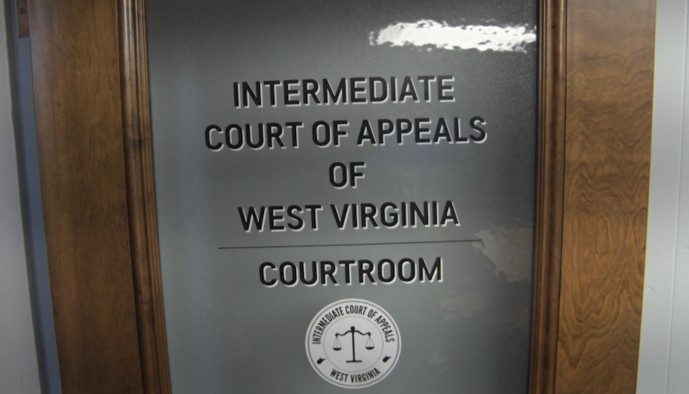 INTERMEDIATE
COURT OF APPEALS
OF
WEST VIRGINIA
COURTROOM
INTERMEDIATE COURT OF APPEALS
WEST VIRGINIA